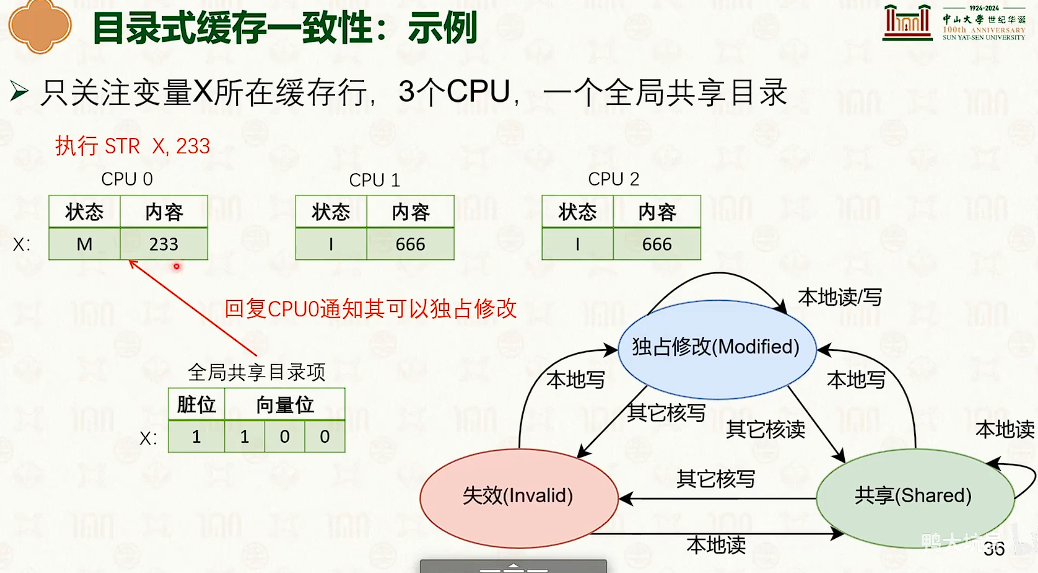 目录式缓存一致性：示例
1924-2024
中山大学 世纪华诞
100th ANNIVERSARY
SUN YAT-SEN UNIVERSITY
只关注变量X所在缓存行，3个CPU，一个全局共享目录
执行 STR X, 233
CPU 0
CPU 1
CPU 2
状态 内容
状态 内容
状态 内容
X: M 233
I 666
I 666
回复CPU0通知其可以独占修改
全局共享目录项
脏位 向量位
X: 1 1 0 0
本地读/写
独占修改(Modified)
本地写
本地写
其它核写
其它核读
本地读
失效(Invalid)
其它核写
共享(Shared)
本地读
36